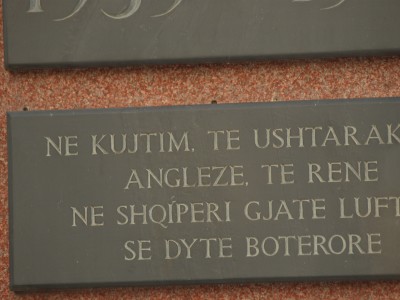 NE KUJTIM, TE USHTARAK
ANGLEZE, TE RENE
NE SHQIPERI GJATE LUFT
SE DYTE BOTERORE